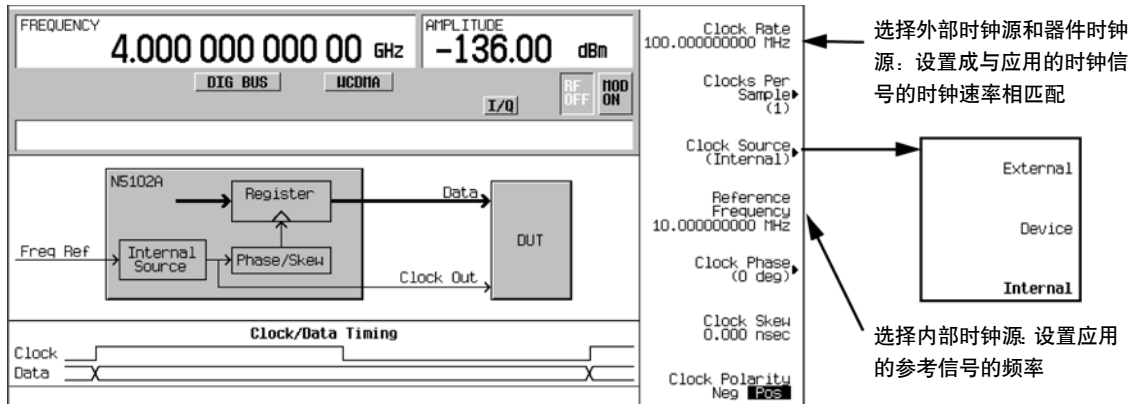 FREQUENCY
4.000 000 000 00 GHz
AMPLITUDE
-136.00 dBm
DIG BUS
WCDMA
I/Q
RF OFF
MOD ON
N5102A
Register
Data
Freq Ref
Internal Source
Phase/Skew
DUT
Clock Out
Clock/Data Timing
Clock
Data
Clock Rate
100.000000000 MHz
Clocks Per
Sample
(1)
Clock Source
(Internal)
Reference
Frequency
10.000000000 MHz
Clock Phase
(0 deg)
Clock Skew
0.000 nsec
Clock Polarity
Neg Pos
选择外部时钟源和器件时钟
源：设置成与应用的时钟信
号的时钟速率相匹配
External
Device
Internal
选择内部时钟源:设置应用
的参考信号的频率